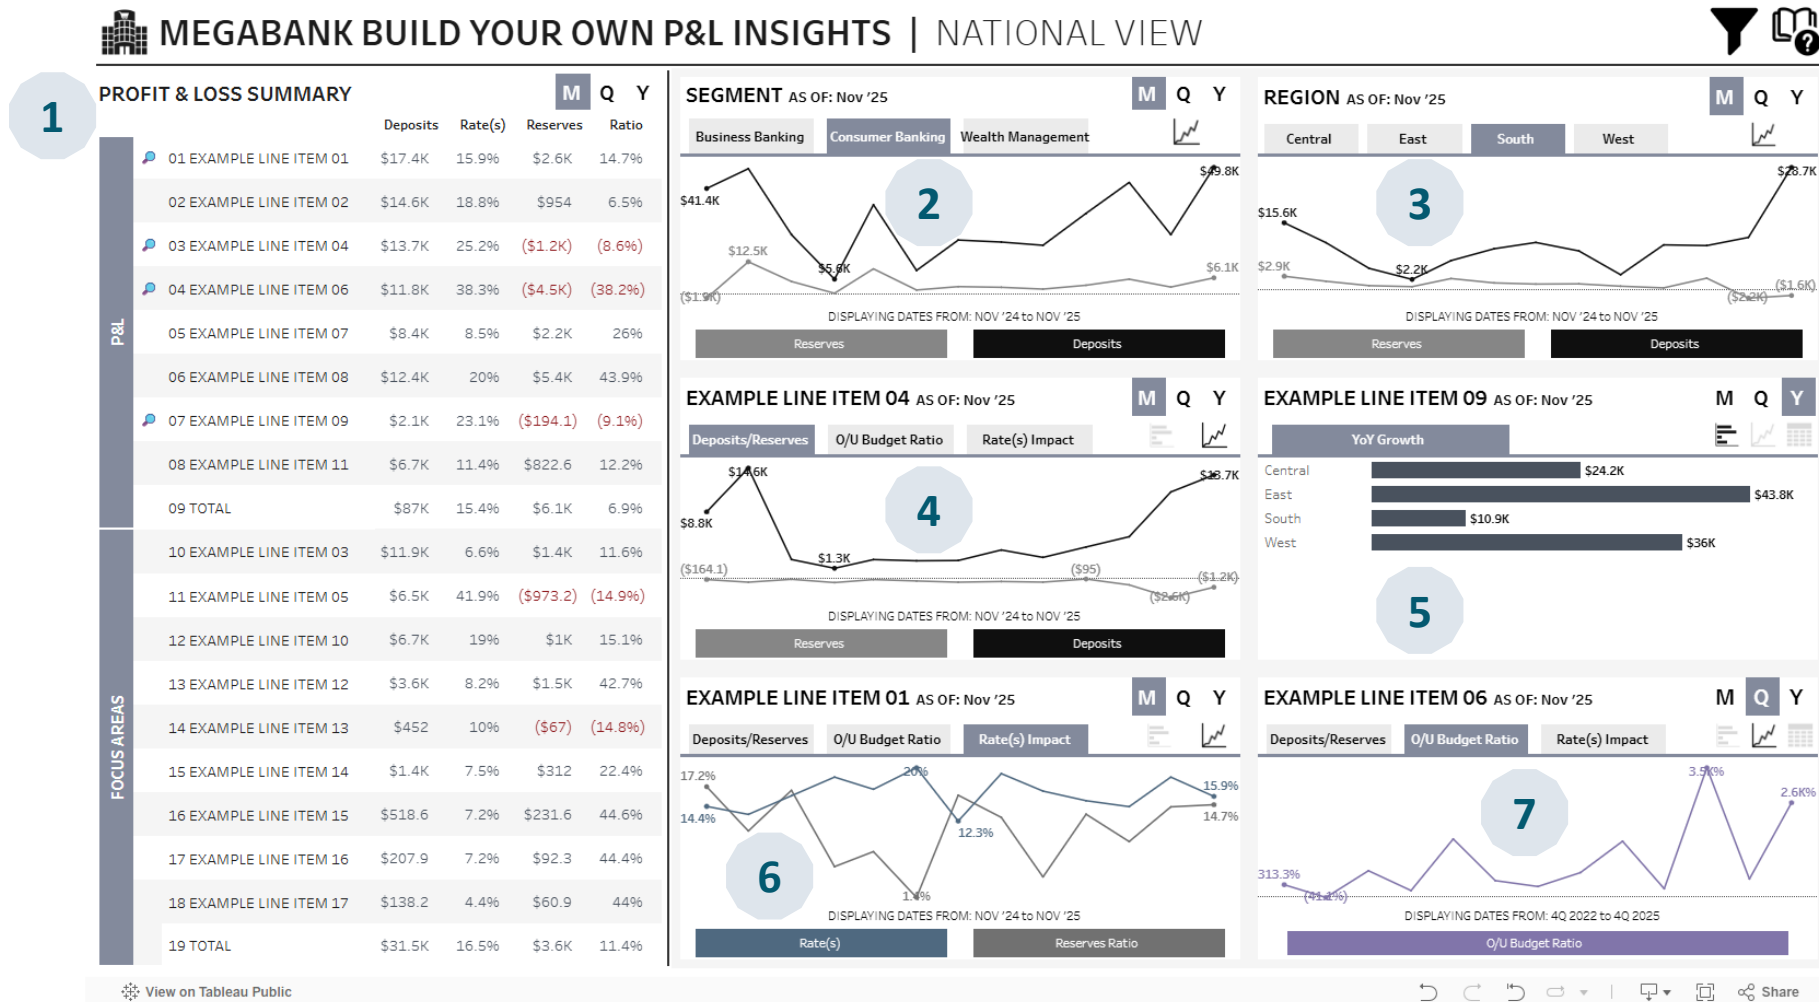 MEGABANK BUILD YOUR OWN P&L INSIGHTS | NATIONAL VIEW
1
PROFIT & LOSS SUMMARY M Q Y
Deposits Rate(s) Reserves Ratio
P&L
01 EXAMPLE LINE ITEM 01 $17.4K 15.9% $2.6K 14.7%
02 EXAMPLE LINE ITEM 02 $14.6K 18.8% $954 6.5%
03 EXAMPLE LINE ITEM 04 $13.7K 25.2% ($1.2K) (8.6%)
04 EXAMPLE LINE ITEM 06 $11.8K 38.3% ($4.5K) (38.2%)
05 EXAMPLE LINE ITEM 07 $8.4K 8.5% $2.2K 26%
06 EXAMPLE LINE ITEM 08 $12.4K 20% $5.4K 43.9%
07 EXAMPLE LINE ITEM 09 $2.1K 23.1% ($194.1) (9.1%)
08 EXAMPLE LINE ITEM 11 $6.7K 11.4% $822.6 12.2%
09 TOTAL $87K 15.4% $6.1K 6.9%
FOCUS AREAS
10 EXAMPLE LINE ITEM 03 $11.9K 6.6% $1.4K 11.6%
11 EXAMPLE LINE ITEM 05 $6.5K 41.9% ($973.2) (14.9%)
12 EXAMPLE LINE ITEM 10 $6.7K 19% $1K 15.1%
13 EXAMPLE LINE ITEM 12 $3.6K 8.2% $1.5K 42.7%
14 EXAMPLE LINE ITEM 13 $452 10% ($67) (14.8%)
15 EXAMPLE LINE ITEM 14 $1.4K 7.5% $312 22.4%
16 EXAMPLE LINE ITEM 15 $518.6 7.2% $231.6 44.6%
17 EXAMPLE LINE ITEM 16 $207.9 7.2% $92.3 44.4%
18 EXAMPLE LINE ITEM 17 $138.2 4.4% $60.9 44%
19 TOTAL $31.5K 16.5% $3.6K 11.4%
SEGMENT AS OF: Nov '25 M Q Y
Business Banking Consumer Banking Wealth Management
2
$49.8K
$41.4K
$12.5K
$5.6K
$6.1K
($1.9K)
DISPLAYING DATES FROM: NOV '24 to NOV '25
Reserves Deposits
REGION AS OF: Nov '25 M Q Y
Central East South West
3
$28.7K
$15.6K
$2.9K
$2.2K
($1.6K)
($2.2K)
DISPLAYING DATES FROM: NOV '24 to NOV '25
Reserves Deposits
EXAMPLE LINE ITEM 04 AS OF: Nov '25 M Q Y
Deposits/Reserves O/U Budget Ratio Rate(s) Impact
4
$14.6K
$13.7K
$8.8K
$1.3K
($164.1)
($95)
($1.2K)
($2.6K)
DISPLAYING DATES FROM: NOV '24 to NOV '25
Reserves Deposits
EXAMPLE LINE ITEM 09 AS OF: Nov '25 M Q Y
YoY Growth
Central $24.2K
East $43.8K
South $10.9K
West $36K
5
EXAMPLE LINE ITEM 01 AS OF: Nov '25 M Q Y
Deposits/Reserves O/U Budget Ratio Rate(s) Impact
17.2%
20%
15.9%
14.4%
14.7%
12.3%
6
1.4%
DISPLAYING DATES FROM: NOV '24 to NOV '25
Rate(s) Reserves Ratio
EXAMPLE LINE ITEM 06 AS OF: Nov '25 M Q Y
Deposits/Reserves O/U Budget Ratio Rate(s) Impact
2.6K%
7
313.3%
(41.1%)
DISPLAYING DATES FROM: 4Q 2022 to 4Q 2025
O/U Budget Ratio
View on Tableau Public
Share